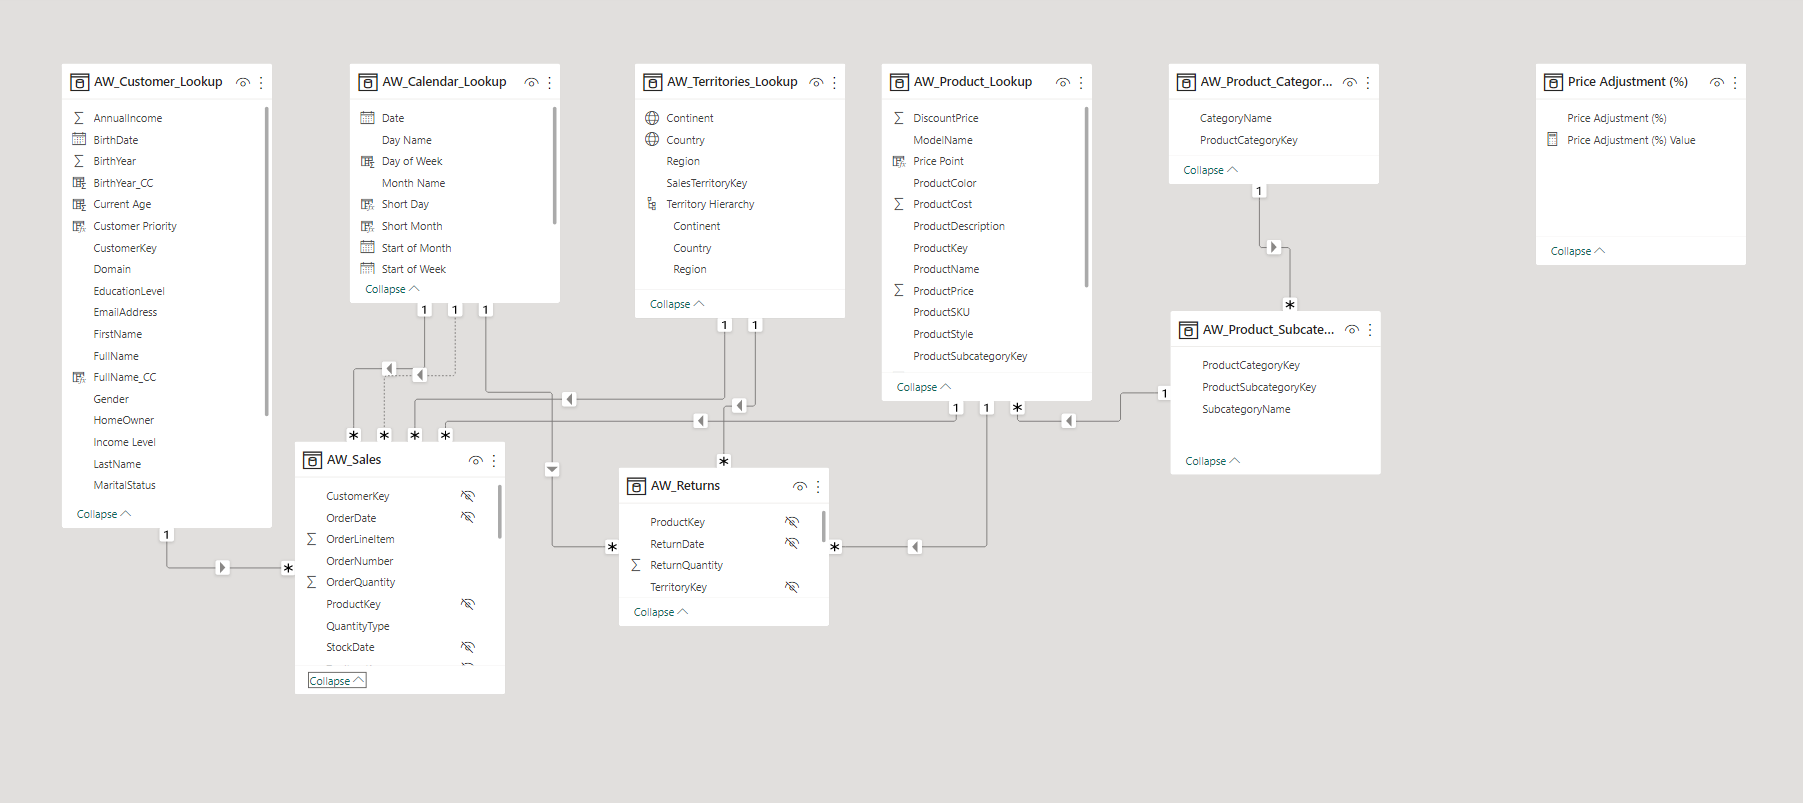 AW_Customer_Lookup
AnnualIncome
BirthDate
BirthYear
BirthYear_CC
Current Age
Customer Priority
CustomerKey
Domain
EducationLevel
EmailAddress
FirstName
FullName
FullName_CC
Gender
HomeOwner
Income Level
LastName
MaritalStatus
Collapse
1
*
AW_Calendar_Lookup
Date
Day Name
Day of Week
Month Name
Short Day
Short Month
Start of Month
Start of Week
Collapse
1 1 1
AW_Territories_Lookup
Continent
Country
Region
SalesTerritoryKey
Territory Hierarchy
Continent
Country
Region
Collapse
1 1
AW_Product_Lookup
DiscountPrice
ModelName
Price Point
ProductColor
ProductCost
ProductDescription
ProductKey
ProductName
ProductPrice
ProductSKU
ProductStyle
ProductSubcategoryKey
Collapse
1 1 *
AW_Product_Categor...
CategoryName
ProductCategoryKey
Collapse
1
*
AW_Product_Subcate...
ProductCategoryKey
ProductSubcategoryKey
SubcategoryName
Collapse
1
Price Adjustment (%)
Price Adjustment (%)
Price Adjustment (%) Value
Collapse
* * * *
AW_Sales
CustomerKey
OrderDate
OrderLineItem
OrderNumber
OrderQuantity
ProductKey
QuantityType
StockDate
Collapse
*
* *
AW_Returns
ProductKey
ReturnDate
ReturnQuantity
TerritoryKey
Collapse